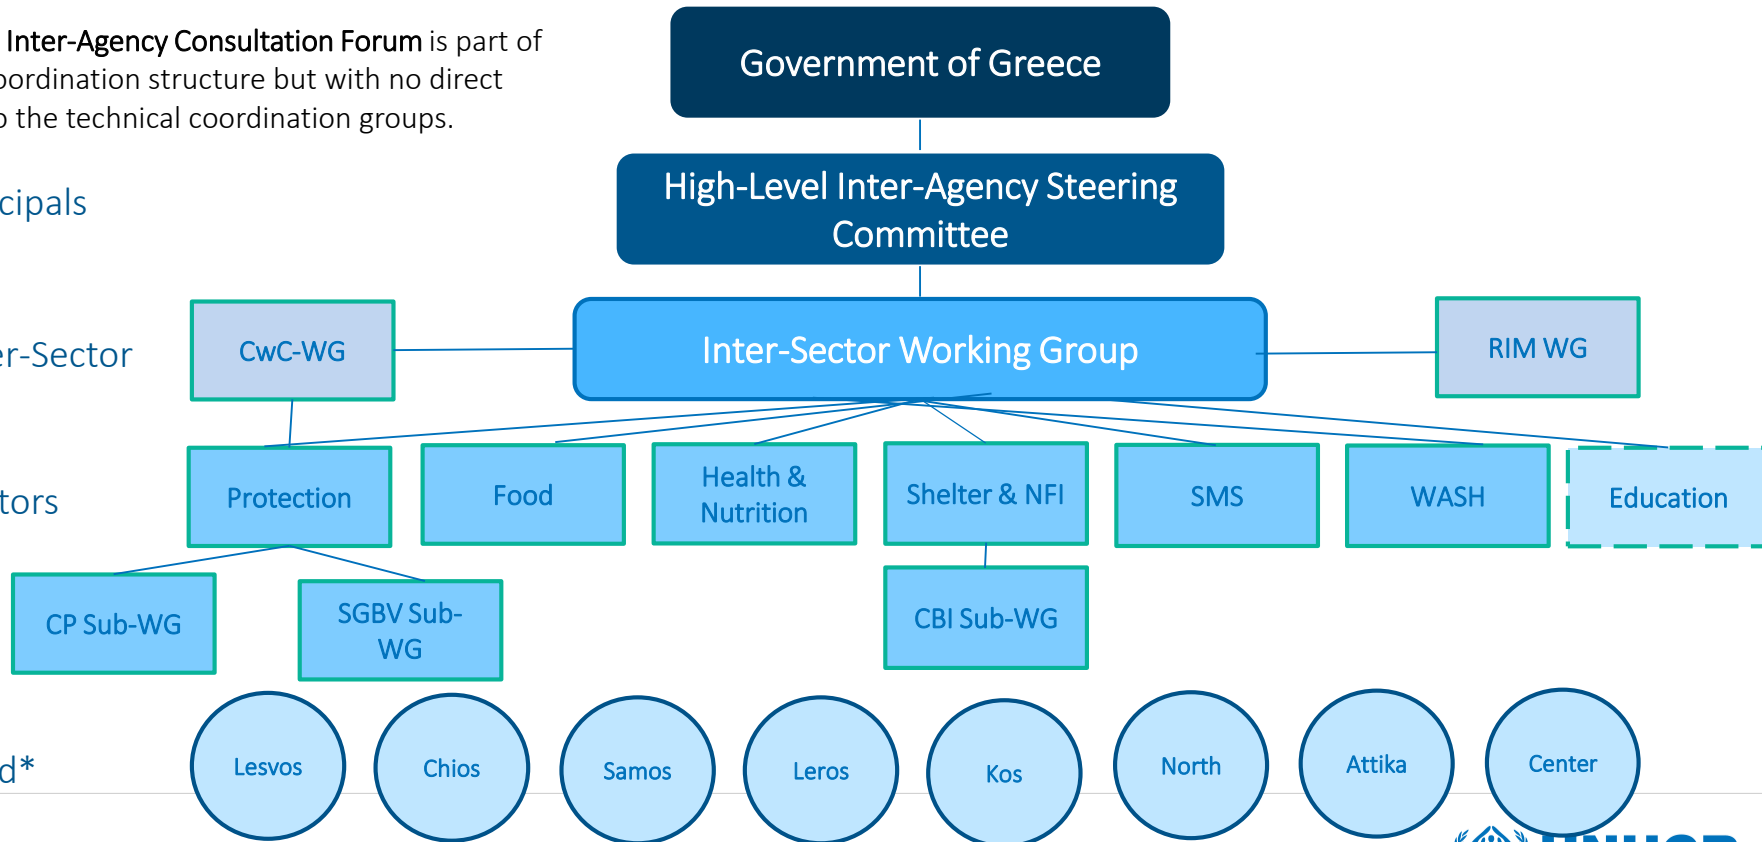 Inter-Agency Consultation Forum is part of
oordination structure but with no direct
o the technical coordination groups.
Government of Greece
High-Level Inter-Agency Steering
Committee
cipals
CwC-WG
Inter-Sector Working Group
RIM WG
er-Sector
Protection
Food
Health &
Nutrition
Shelter & NFI
SMS
WASH
Education
tors
CP Sub-WG
SGBV Sub-
WG
CBI Sub-WG
Lesvos
Chios
Samos
Leros
Kos
North
Attika
Center
d*
UNHCR